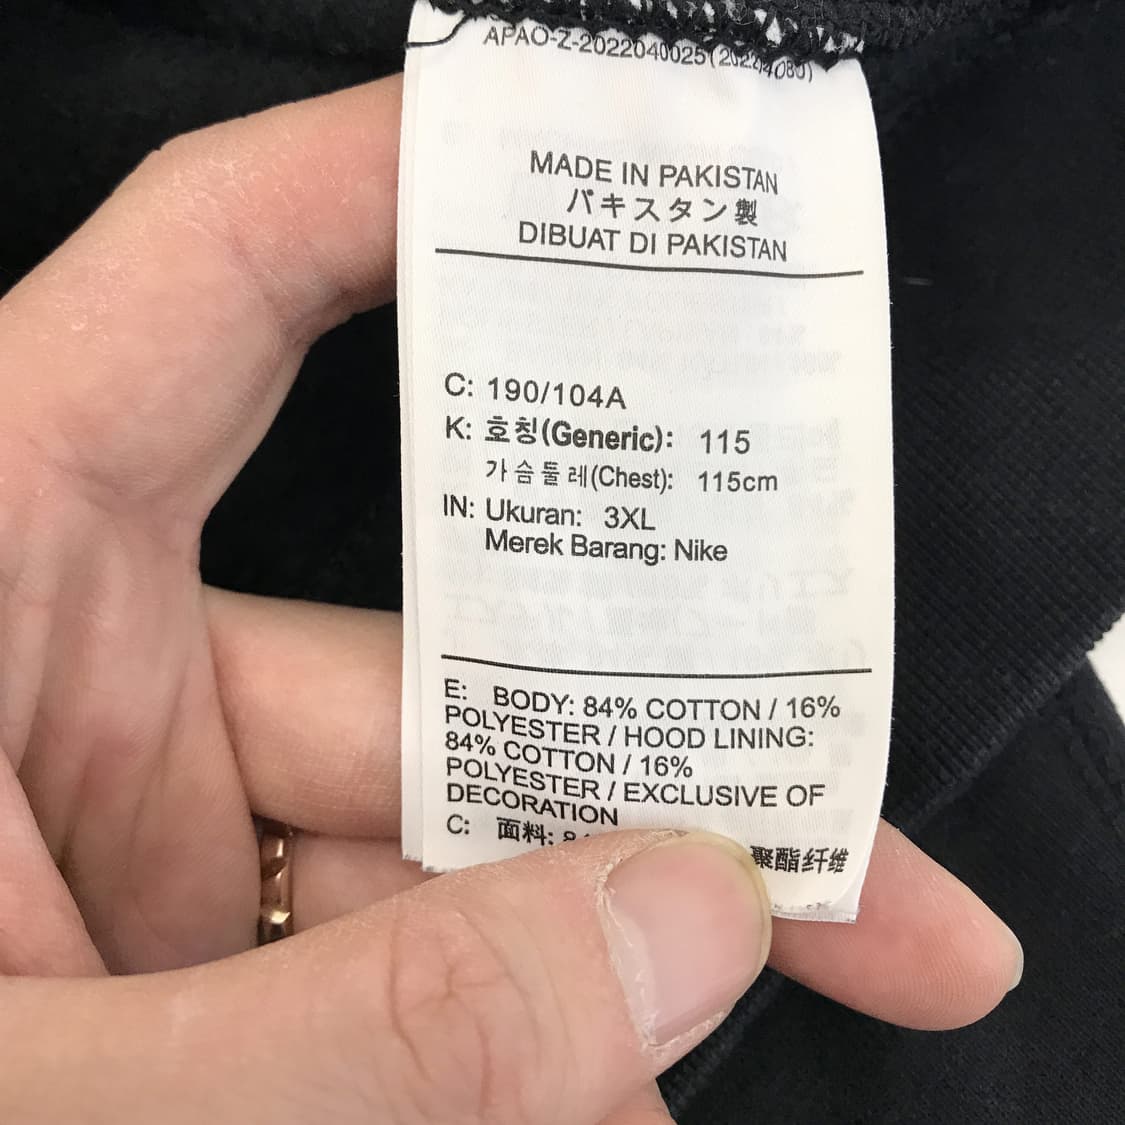 APAO-Z-2022040025(
MADE IN PAKISTAN
パキスタン製
DIBUAT DI PAKISTAN
C: 190/104A
K: 호칭(Generic): 115
가슴둘레(Chest): 115cm
IN: Ukuran: 3XL
Merek Barang: Nike
E: BODY: 84% COTTON / 16%
POLYESTER / HOOD LINING:
84% COTTON / 16%
POLYESTER / EXCLUSIVE OF
DECORATION
C: 面料: 聚酯纤维